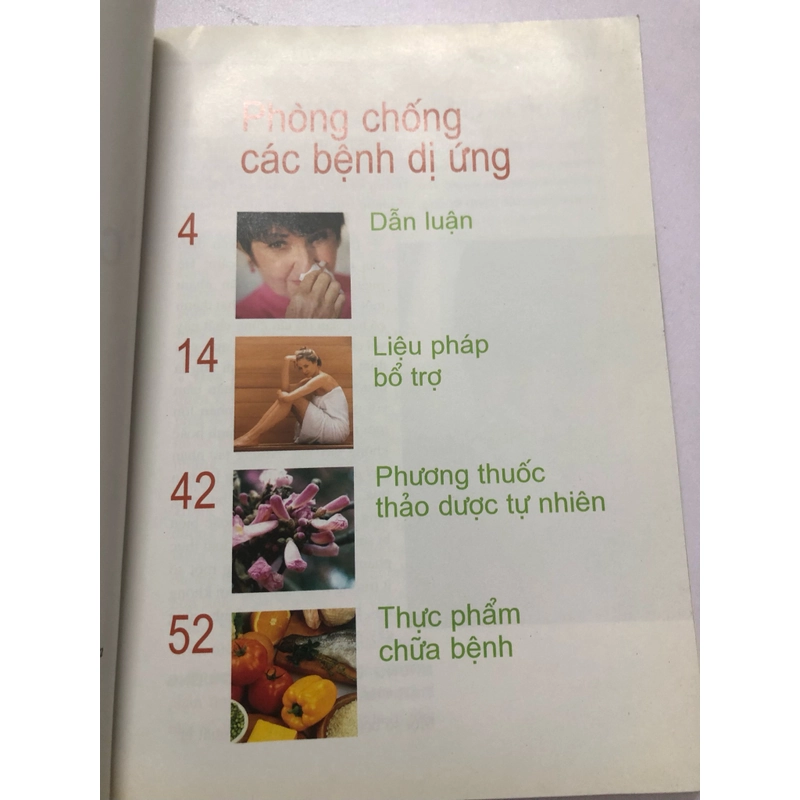 Phòng chống
các bệnh dị ứng
4
Dẫn luận
14
Liệu pháp
bổ trợ
42
Phương thuốc
thảo dược tự nhiên
52
Thực phẩm
chữa bệnh